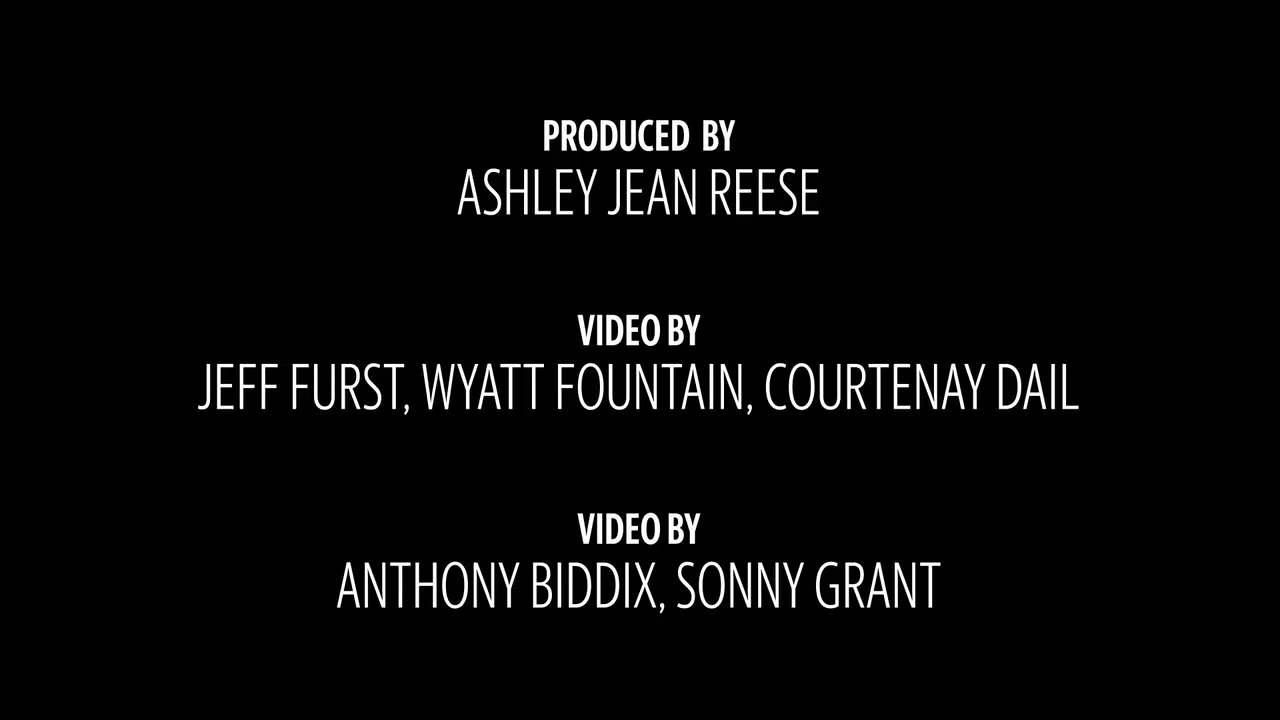 PRODUCED BY
ASHLEY JEAN REESE
VIDEO BY
JEFF FURST, WYATT FOUNTAIN, COURTENAY DAIL
VIDEO BY
ANTHONY BIDDIX, SONNY GRANT